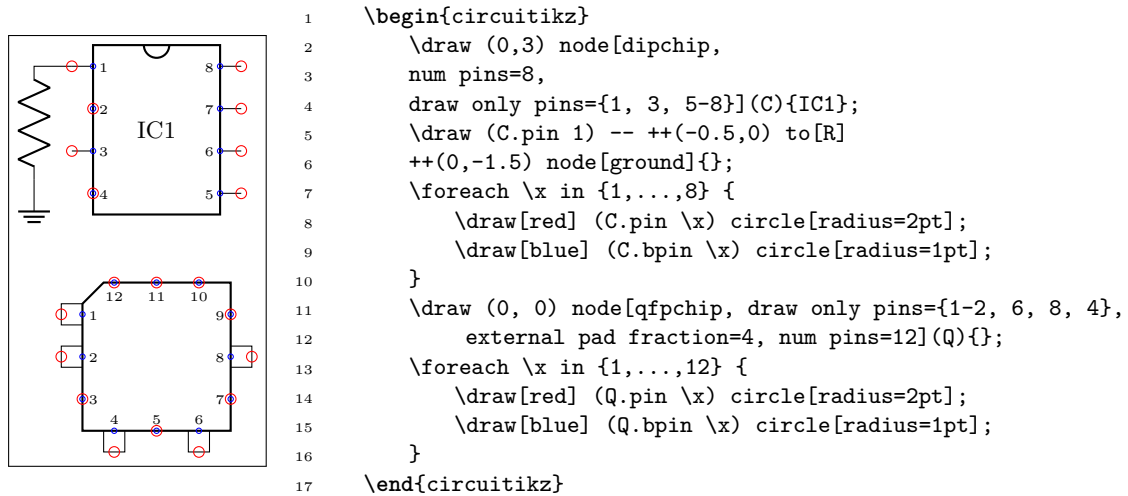 1
8
2
7
IC1
3
6
4
5
12 11 10
1
9
2
8
3
7
4 5 6
1 \begin{circuitikz}
2 \draw (0,3) node[dipchip,
3 num pins=8,
4 draw only pins={1, 3, 5-8}](C){IC1};
5 \draw (C.pin 1) -- ++(-0.5,0) to[R]
6 ++(0,-1.5) node[ground]{};
7 \foreach \x in {1,...,8} {
8 \draw[red] (C.pin \x) circle[radius=2pt];
9 \draw[blue] (C.bpin \x) circle[radius=1pt];
10 }
11 \draw (0, 0) node[qfpchip, draw only pins={1-2, 6, 8, 4},
12 external pad fraction=4, num pins=12](Q){};
13 \foreach \x in {1,...,12} {
14 \draw[red] (Q.pin \x) circle[radius=2pt];
15 \draw[blue] (Q.bpin \x) circle[radius=1pt];
16 }
17 \end{circuitikz}